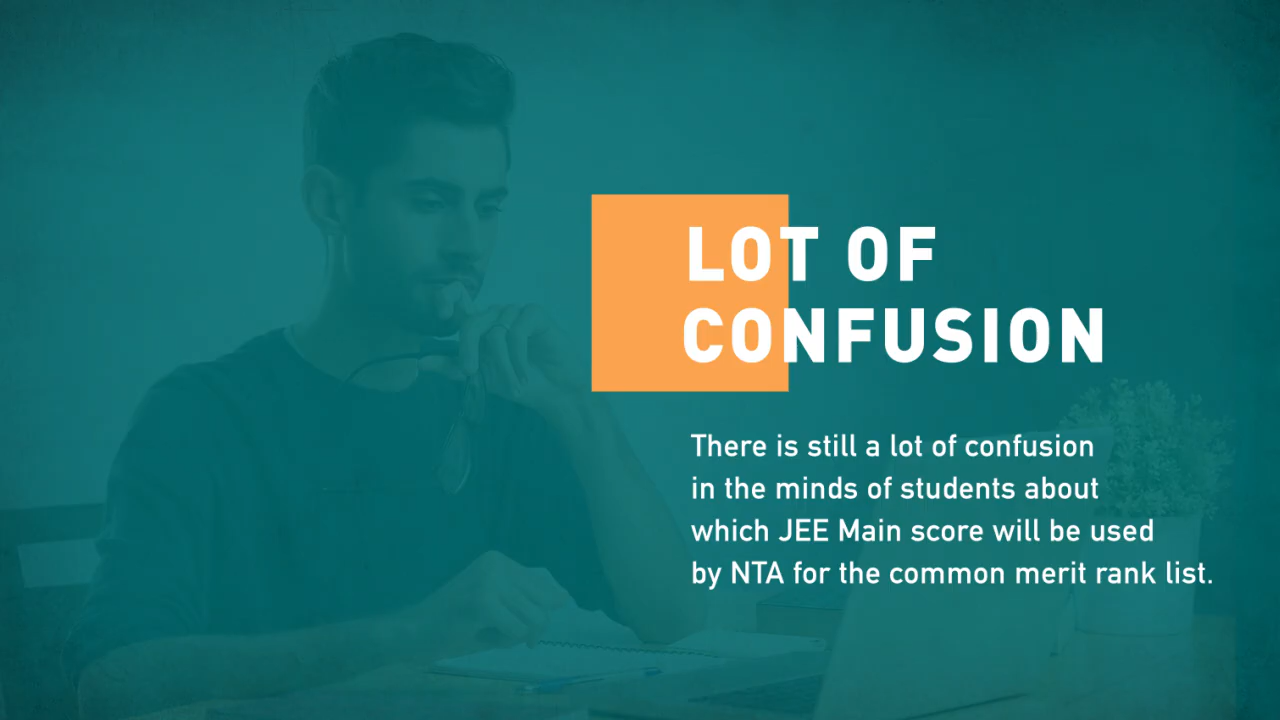 LOT OF
CONFUSION
There is still a lot of confusion
in the minds of students about
which JEE Main score will be used
by NTA for the common merit rank list.